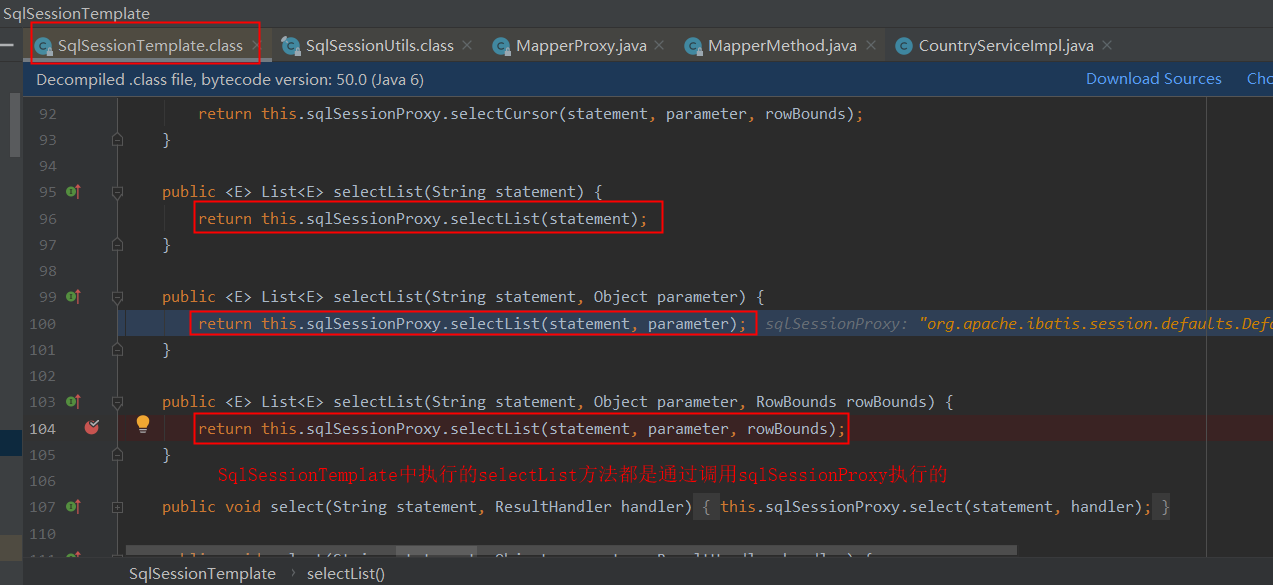 SqlSessionTemplate
SqlSessionTemplate.class SqlSessionUtils.class MapperProxy.java MapperMethod.java CountryServiceImpl.java
Decompiled .class file, bytecode version: 50.0 (Java 6) Download Sources Cho
92 return this.sqlSessionProxy.selectCursor(statement, parameter, rowBounds);
93 }
94
95 public <E> List<E> selectList(String statement) {
96 return this.sqlSessionProxy.selectList(statement);
97 }
98
99 public <E> List<E> selectList(String statement, Object parameter) {
100 return this.sqlSessionProxy.selectList(statement, parameter); sqlSessionProxy: "org.apache.ibatis.session.defaults.Defa
101 }
102
103 public <E> List<E> selectList(String statement, Object parameter, RowBounds rowBounds) {
104 return this.sqlSessionProxy.selectList(statement, parameter, rowBounds);
105 }
106 SqlSessionTemplate中执行的selectList方法都是通过调用sqlSessionProxy执行的
107 public void select(String statement, ResultHandler handler) { this.sqlSessionProxy.select(statement, handler); }
110
SqlSessionTemplate › selectList()